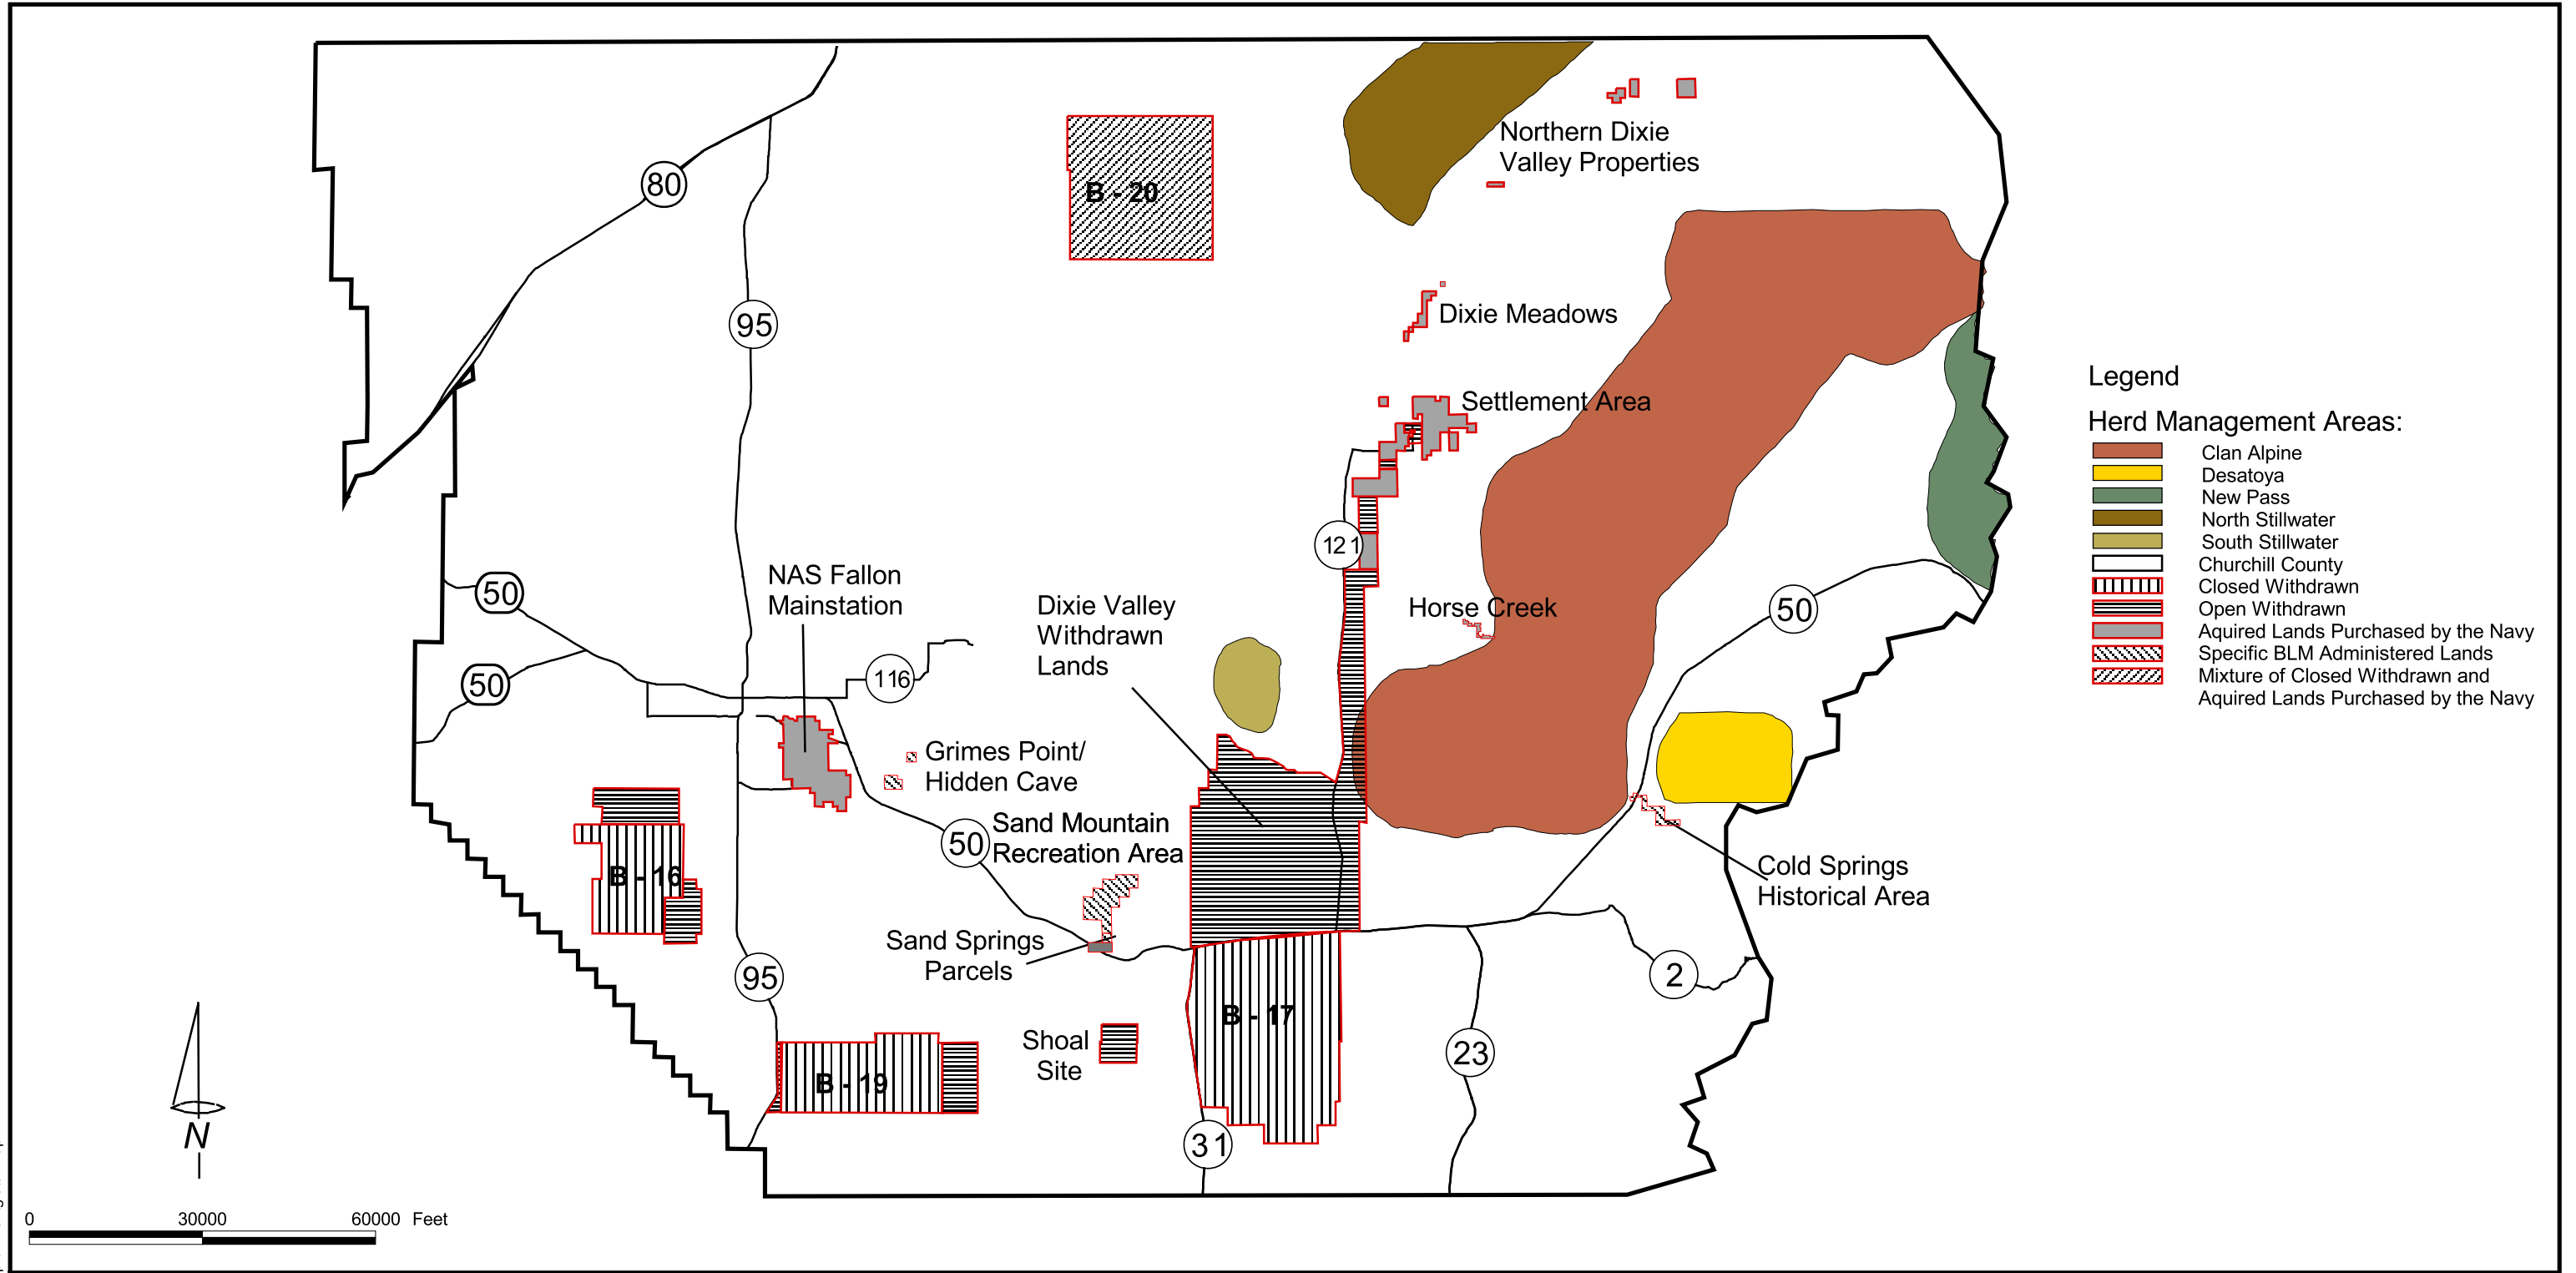 Northern Dixie
Valley Properties
80
B - 20
95
Dixie Meadows
Settlement Area
121
Legend
Herd Management Areas:
Clan Alpine
Desatoya
New Pass
North Stillwater
South Stillwater
Churchill County
Closed Withdrawn
Open Withdrawn
Aquired Lands Purchased by the Navy
Specific BLM Administered Lands
Mixture of Closed Withdrawn and
Aquired Lands Purchased by the Navy
50
50
NAS Fallon
Mainstation
116
Dixie Valley
Withdrawn
Lands
Horse Creek
50
Grimes Point/
Hidden Cave
50
Sand Mountain
Recreation Area
B - 16
Cold Springs
Historical Area
Sand Springs
Parcels
95
2
B - 17
Shoal
Site
23
B - 19
31
N
0 30000 60000 Feet